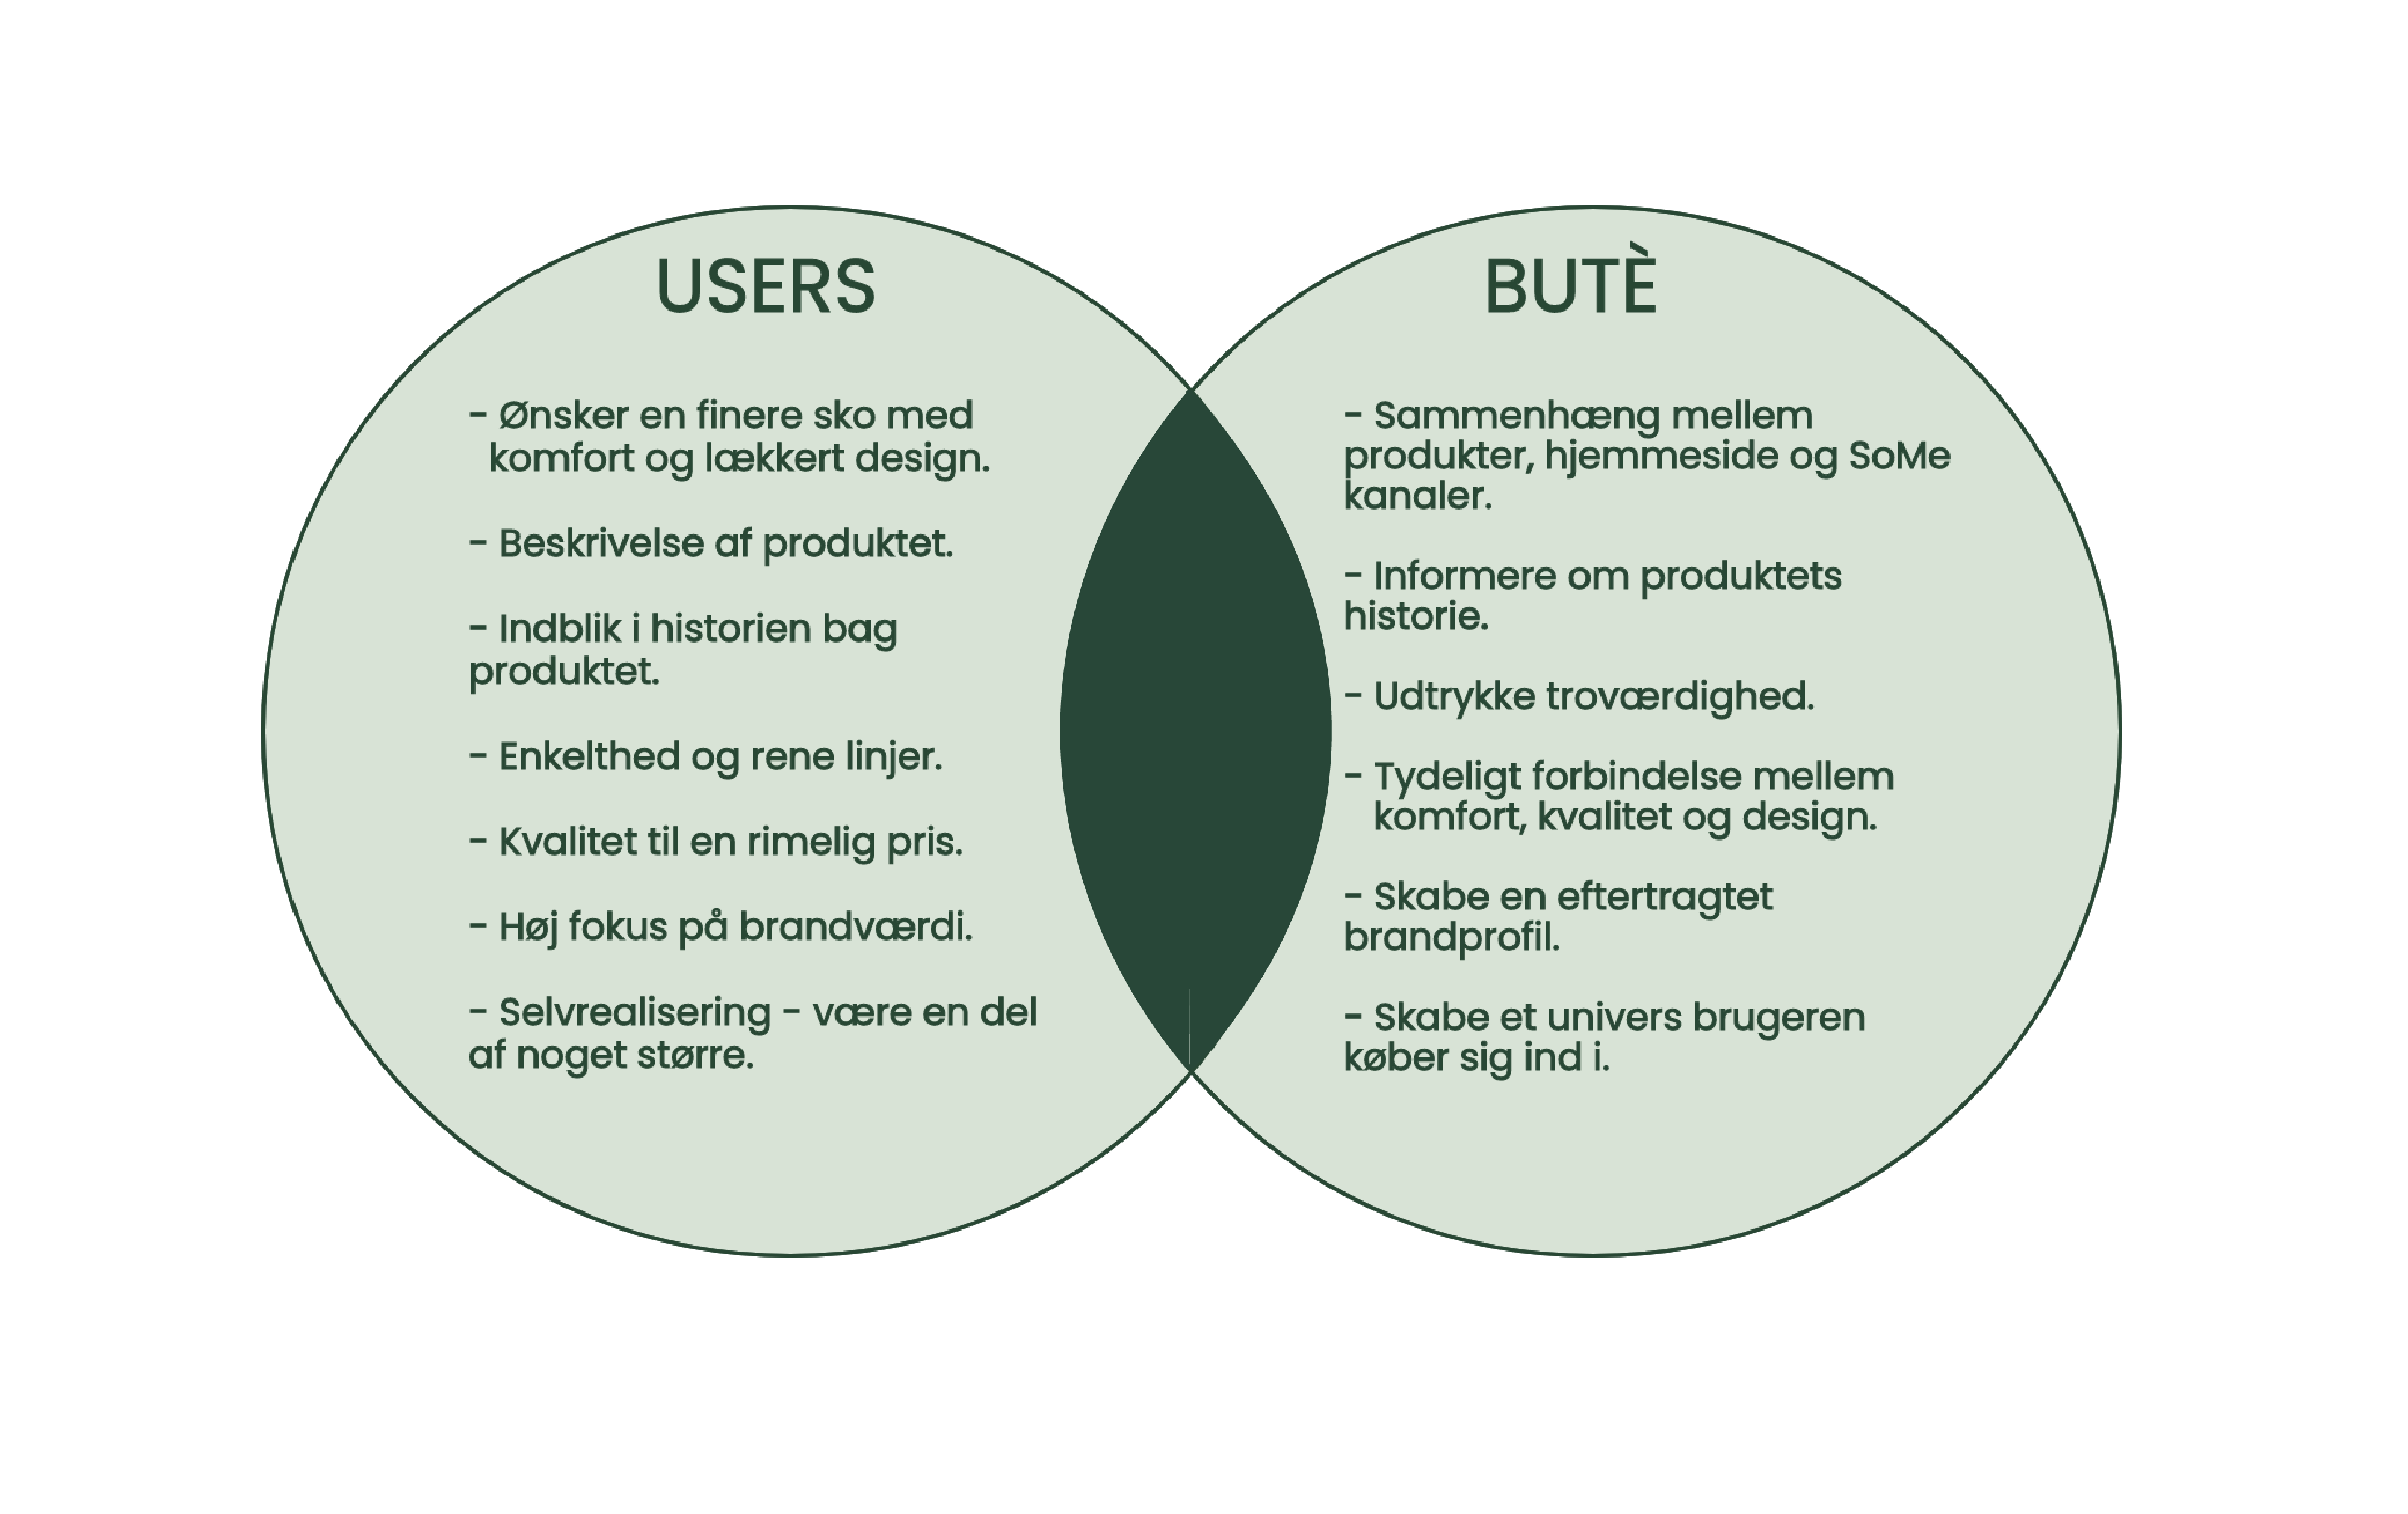 USERS
- Ønsker en finere sko med
komfort og lækkert design.
- Beskrivelse af produktet.
- Indblik i historien bag
produktet.
- Enkelthed og rene linjer.
- Kvalitet til en rimelig pris.
- Høj fokus på brandværdi.
- Selvrealisering - være en del
af noget større.
BUTÈ
- Sammenhæng mellem
produkter, hjemmeside og SoMe
kanaler.
- Informere om produktets
historie.
- Udtrykke troværdighed.
- Tydeligt forbindelse mellem
komfort, kvalitet og design.
- Skabe en eftertragtet
brandprofil.
- Skabe et univers brugeren
køber sig ind i.